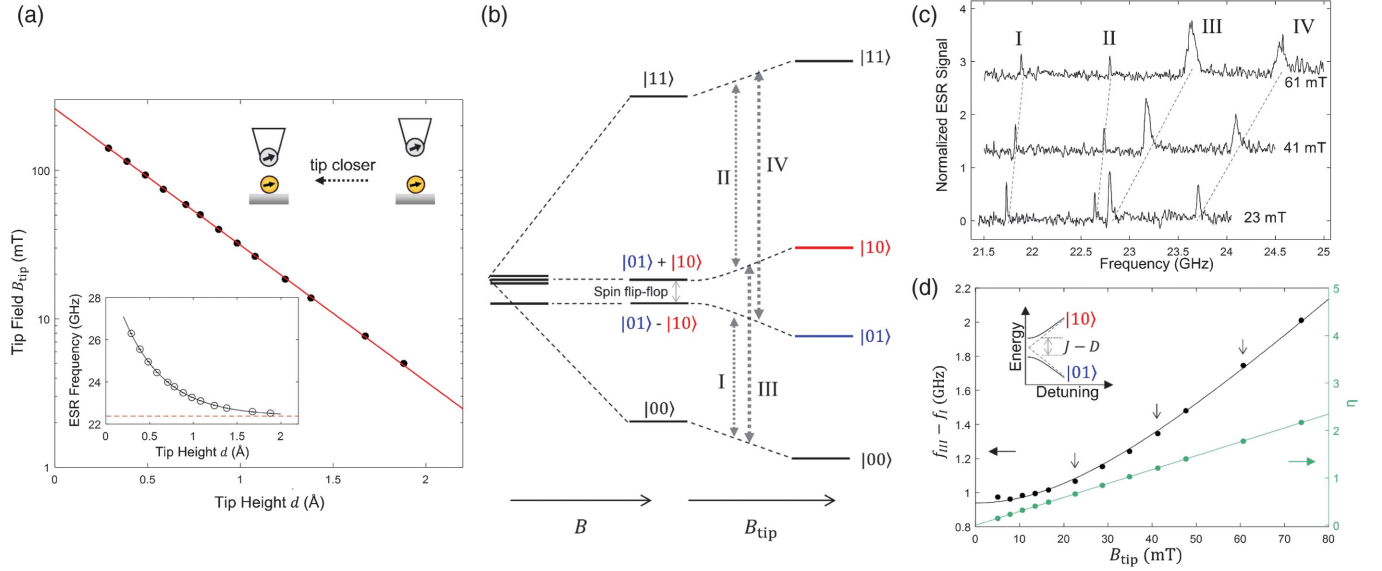 (a)
Tip Field B_tip (mT)
100
10
1
0
0.5
1
1.5
2
Tip Height d (Å)
tip closer
ESR Frequency (GHz)
28
26
24
22
0
0.5
1
1.5
2
Tip Height d (Å)
(b)
|11⟩
|11⟩
II
IV
|10⟩
|01⟩ + |10⟩
Spin flip-flop
|01⟩ - |10⟩
|01⟩
I
III
|00⟩
|00⟩
B
B_tip
(c)
Normalized ESR Signal
4
3
2
1
0
I
II
III
IV
61 mT
41 mT
23 mT
21.5
22
22.5
23
23.5
24
24.5
25
Frequency (GHz)
(d)
f_III − f_I (GHz)
2.2
2
1.8
1.6
1.4
1.2
1
0.8
Energy
|10⟩
J − D
|01⟩
Detuning
5
4
3
2
1
0
η
0
10
20
30
40
50
60
70
80
B_tip (mT)